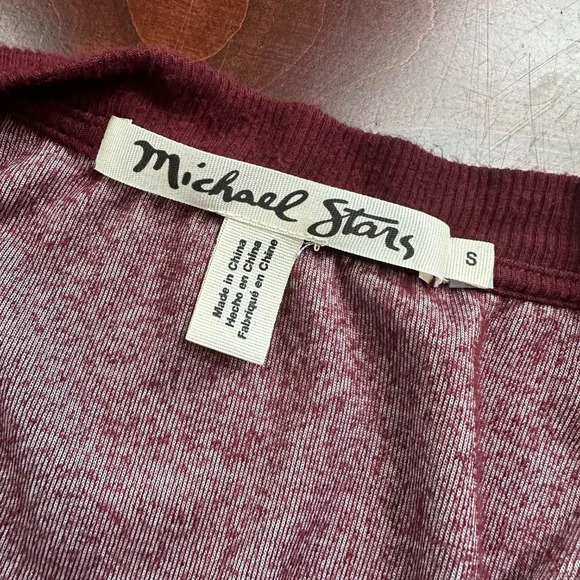 Michael Stars
S
Made in China
Hecho en China
Fabriqué en Chine